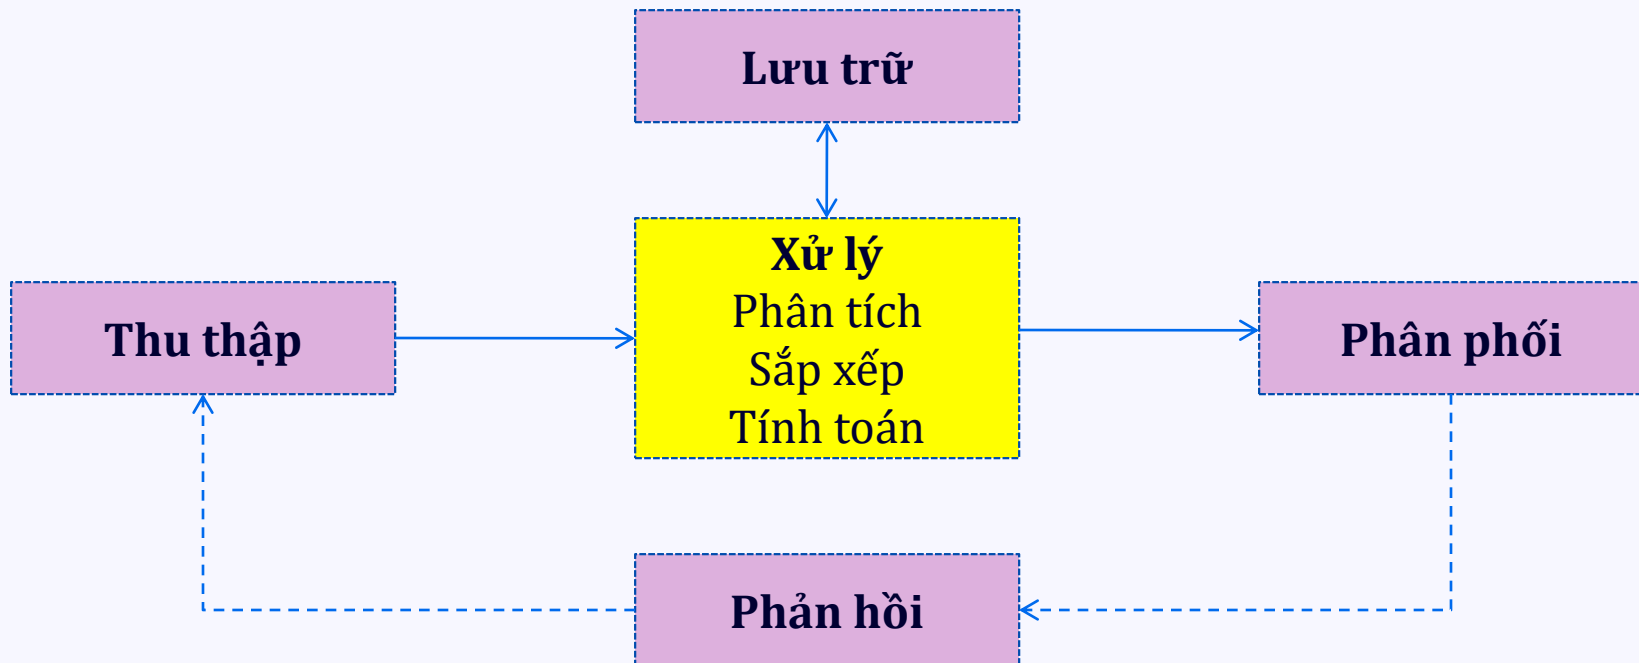 Lưu trữ
Xử lý
Phân tích
Sắp xếp
Tính toán
Thu thập
Phân phối
Phản hồi